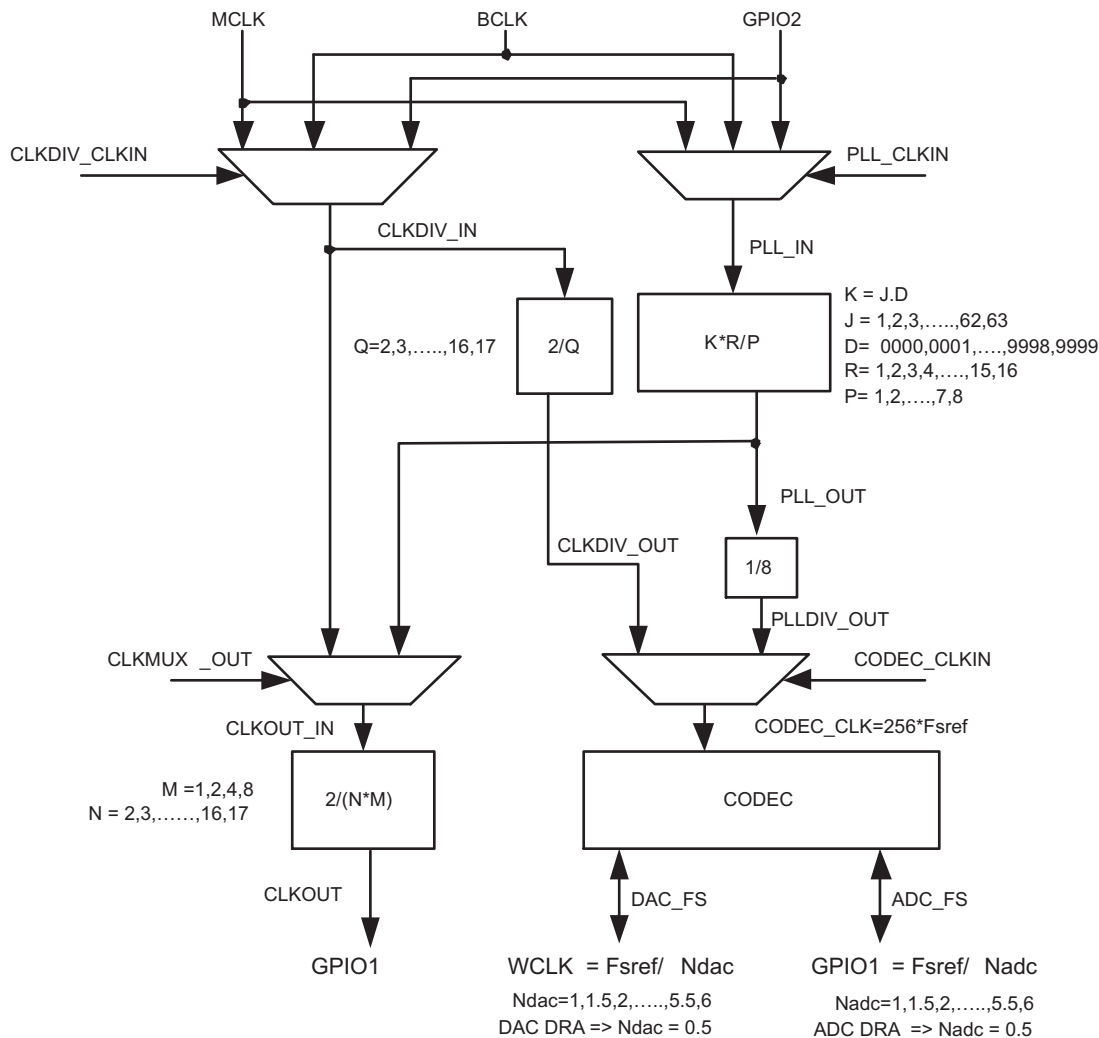 MCLK
BCLK
GPIO2
CLKDIV_CLKIN
PLL_CLKIN
CLKDIV_IN
PLL_IN
K = J.D
J = 1,2,3,…..,62,63
D= 0000,0001,….,9998,9999
R= 1,2,3,4,….,15,16
P= 1,2,….,7,8
Q=2,3,…..,16,17
2/Q
K*R/P
PLL_OUT
CLKDIV_OUT
1/8
PLLDIV_OUT
CLKMUX _OUT
CODEC_CLKIN
CLKOUT_IN
CODEC_CLK=256*Fsref
M =1,2,4,8
N = 2,3,……,16,17
2/(N*M)
CODEC
CLKOUT
DAC_FS
ADC_FS
GPIO1
WCLK = Fsref/ Ndac
GPIO1 = Fsref/ Nadc
Ndac=1,1.5,2,…..,5.5,6
DAC DRA => Ndac = 0.5
Nadc=1,1.5,2,…..,5.5,6
ADC DRA => Nadc = 0.5